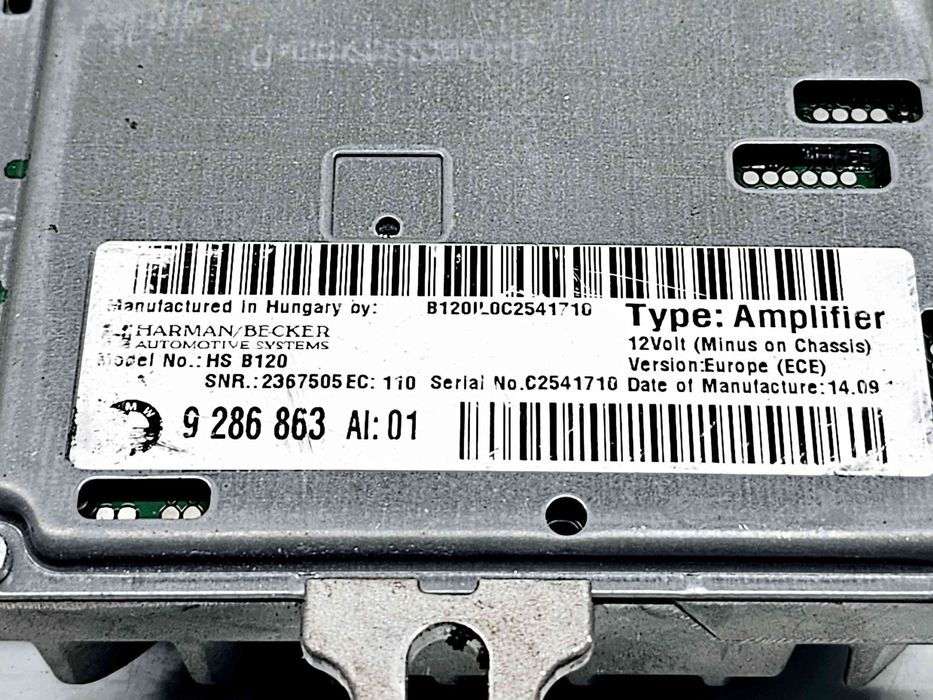 Manufactured in Hungary by:
B120IL0C2541710
HARMAN/BECKER
AUTOMOTIVE SYSTEMS
Model No.: HS B120
SNR.:2367505 EC: 110 Serial No.C2541710
Type: Amplifier
12Volt (Minus on Chassis)
Version:Europe (ECE)
Date of Manufacture:14.09
BMW
9 286 863 AI: 01